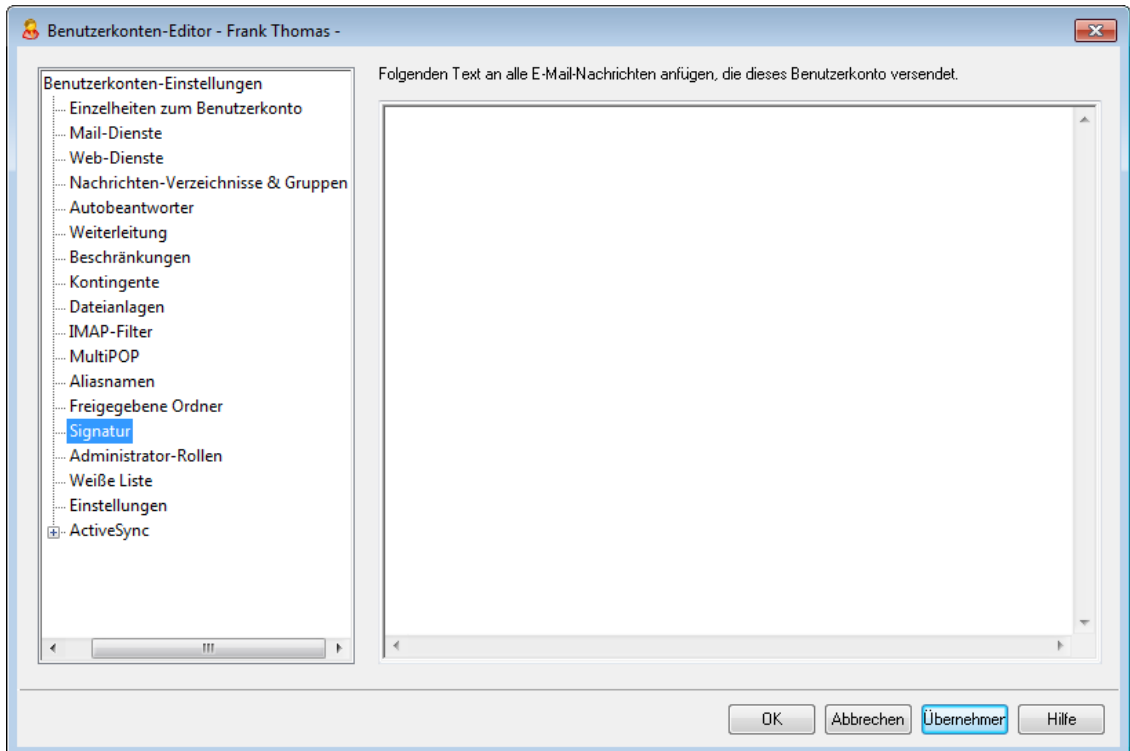 Benutzerkonten-Editor - Frank Thomas -
Folgenden Text an alle E-Mail-Nachrichten anfügen, die dieses Benutzerkonto versendet.
Benutzerkonten-Einstellungen
Einzelheiten zum Benutzerkonto
Mail-Dienste
Web-Dienste
Nachrichten-Verzeichnisse & Gruppen
Autobeantworter
Weiterleitung
Beschränkungen
Kontingente
Dateianlagen
IMAP-Filter
MultiPOP
Aliasnamen
Freigegebene Ordner
Signatur
Administrator-Rollen
Weiße Liste
Einstellungen
ActiveSync
OK
Abbrechen
Übernehmer
Hilfe